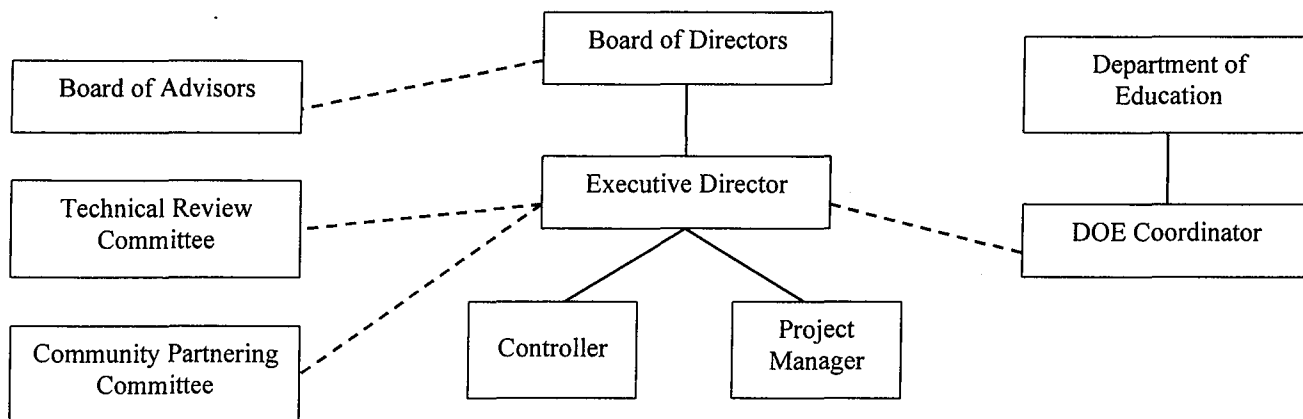 Board of Directors
Board of Advisors
Department of
Education
Executive Director
Technical Review
Committee
DOE Coordinator
Controller
Project
Manager
Community Partnering
Committee